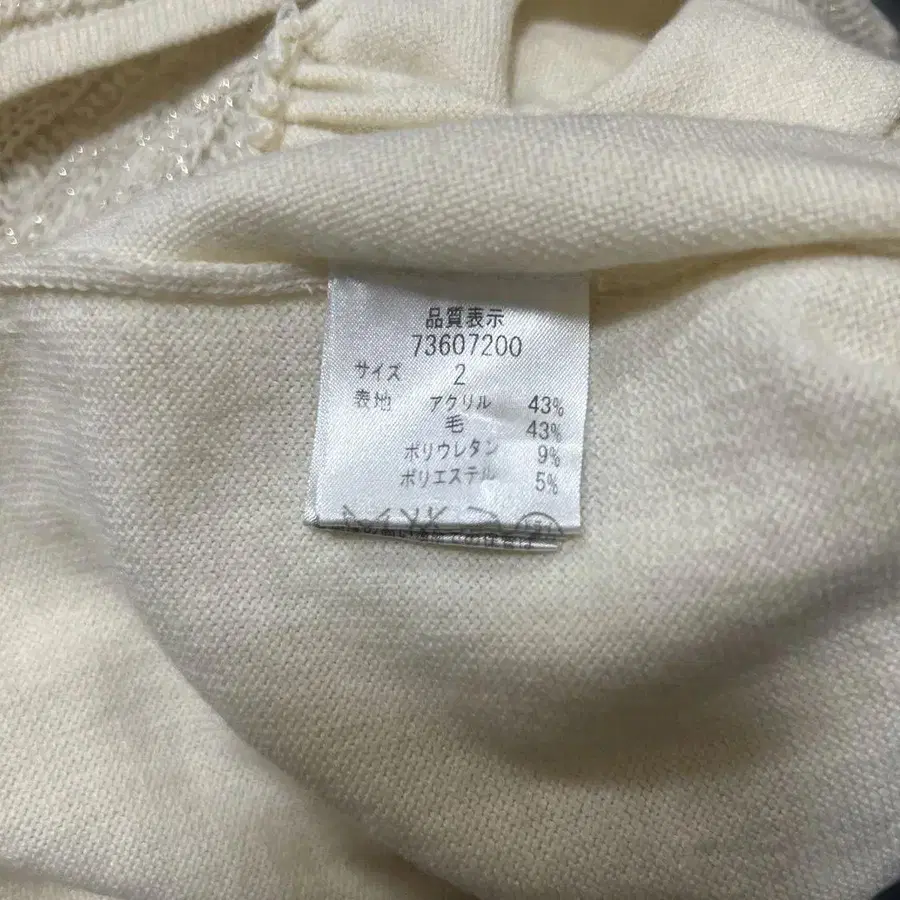 品質表示
73607200
サイズ 2
表地 アクリル 43%
毛 43%
ポリウレタン 9%
ポリエステル 5%